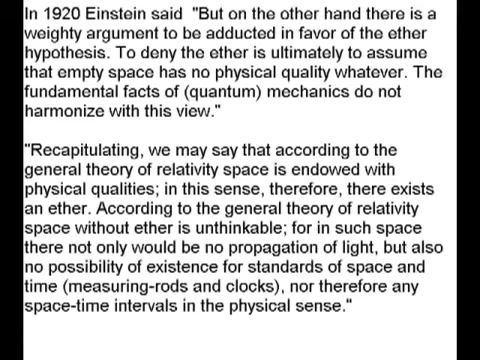 In 1920 Einstein said  "But on the other hand there is a
weighty argument to be adducted in favor of the ether
hypothesis. To deny the ether is ultimately to assume
that empty space has no physical quality whatever. The
fundamental facts of (quantum) mechanics do not
harmonize with this view."
"Recapitulating, we may say that according to the
general theory of relativity space is endowed with
physical qualities; in this sense, therefore, there exists
an ether. According to the general theory of relativity
space without ether is unthinkable; for in such space
there not only would be no propagation of light, but also
no possibility of existence for standards of space and
time (measuring-rods and clocks), nor therefore any
space-time intervals in the physical sense."